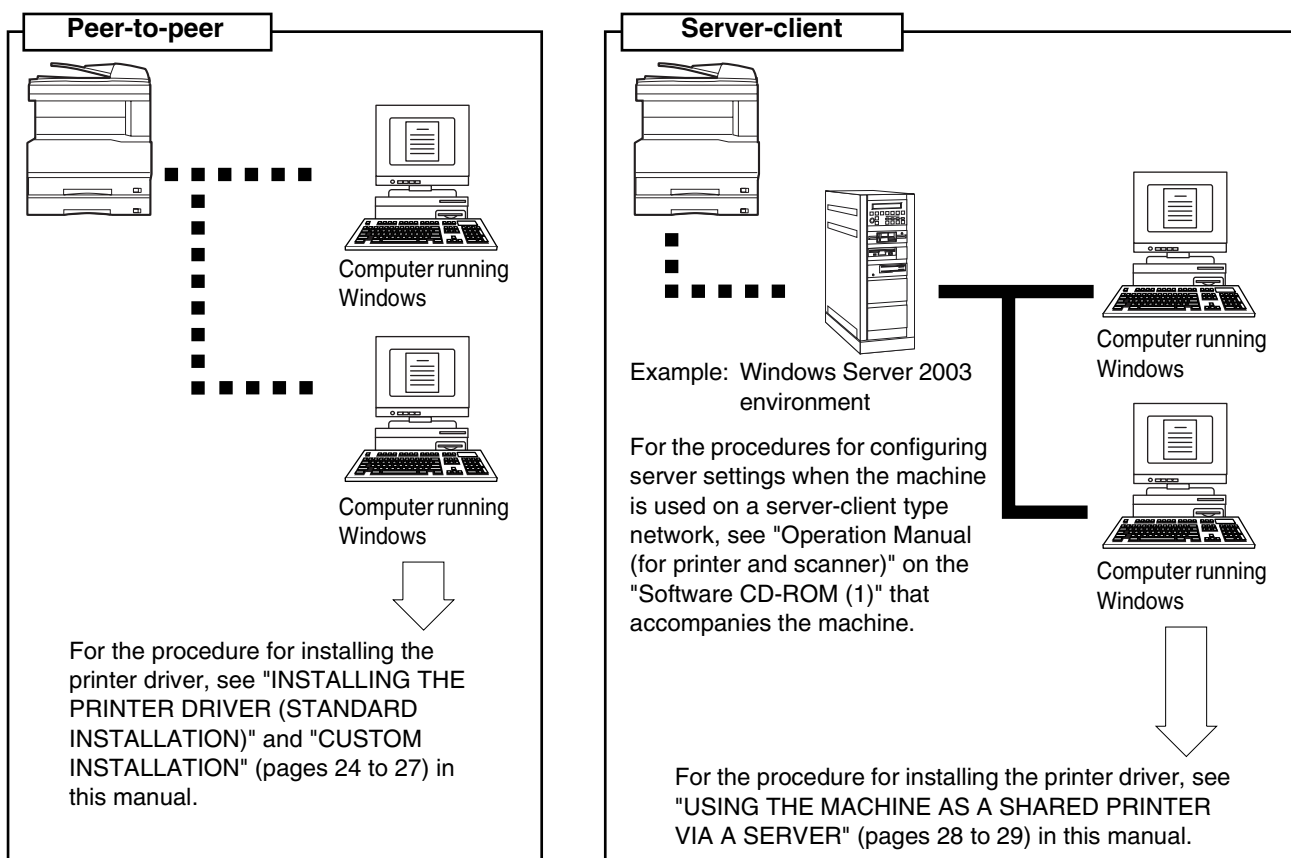 Peer-to-peer
Computer running
Windows
Computer running
Windows
For the procedure for installing the
printer driver, see "INSTALLING THE
PRINTER DRIVER (STANDARD
INSTALLATION)" and "CUSTOM
INSTALLATION" (pages 24 to 27) in
this manual.
Server-client
Example: Windows Server 2003
environment
Computer running
Windows
For the procedures for configuring
server settings when the machine
is used on a server-client type
network, see "Operation Manual
(for printer and scanner)" on the
"Software CD-ROM (1)" that
accompanies the machine.
Computer running
Windows
For the procedure for installing the printer driver, see
"USING THE MACHINE AS A SHARED PRINTER
VIA A SERVER" (pages 28 to 29) in this manual.